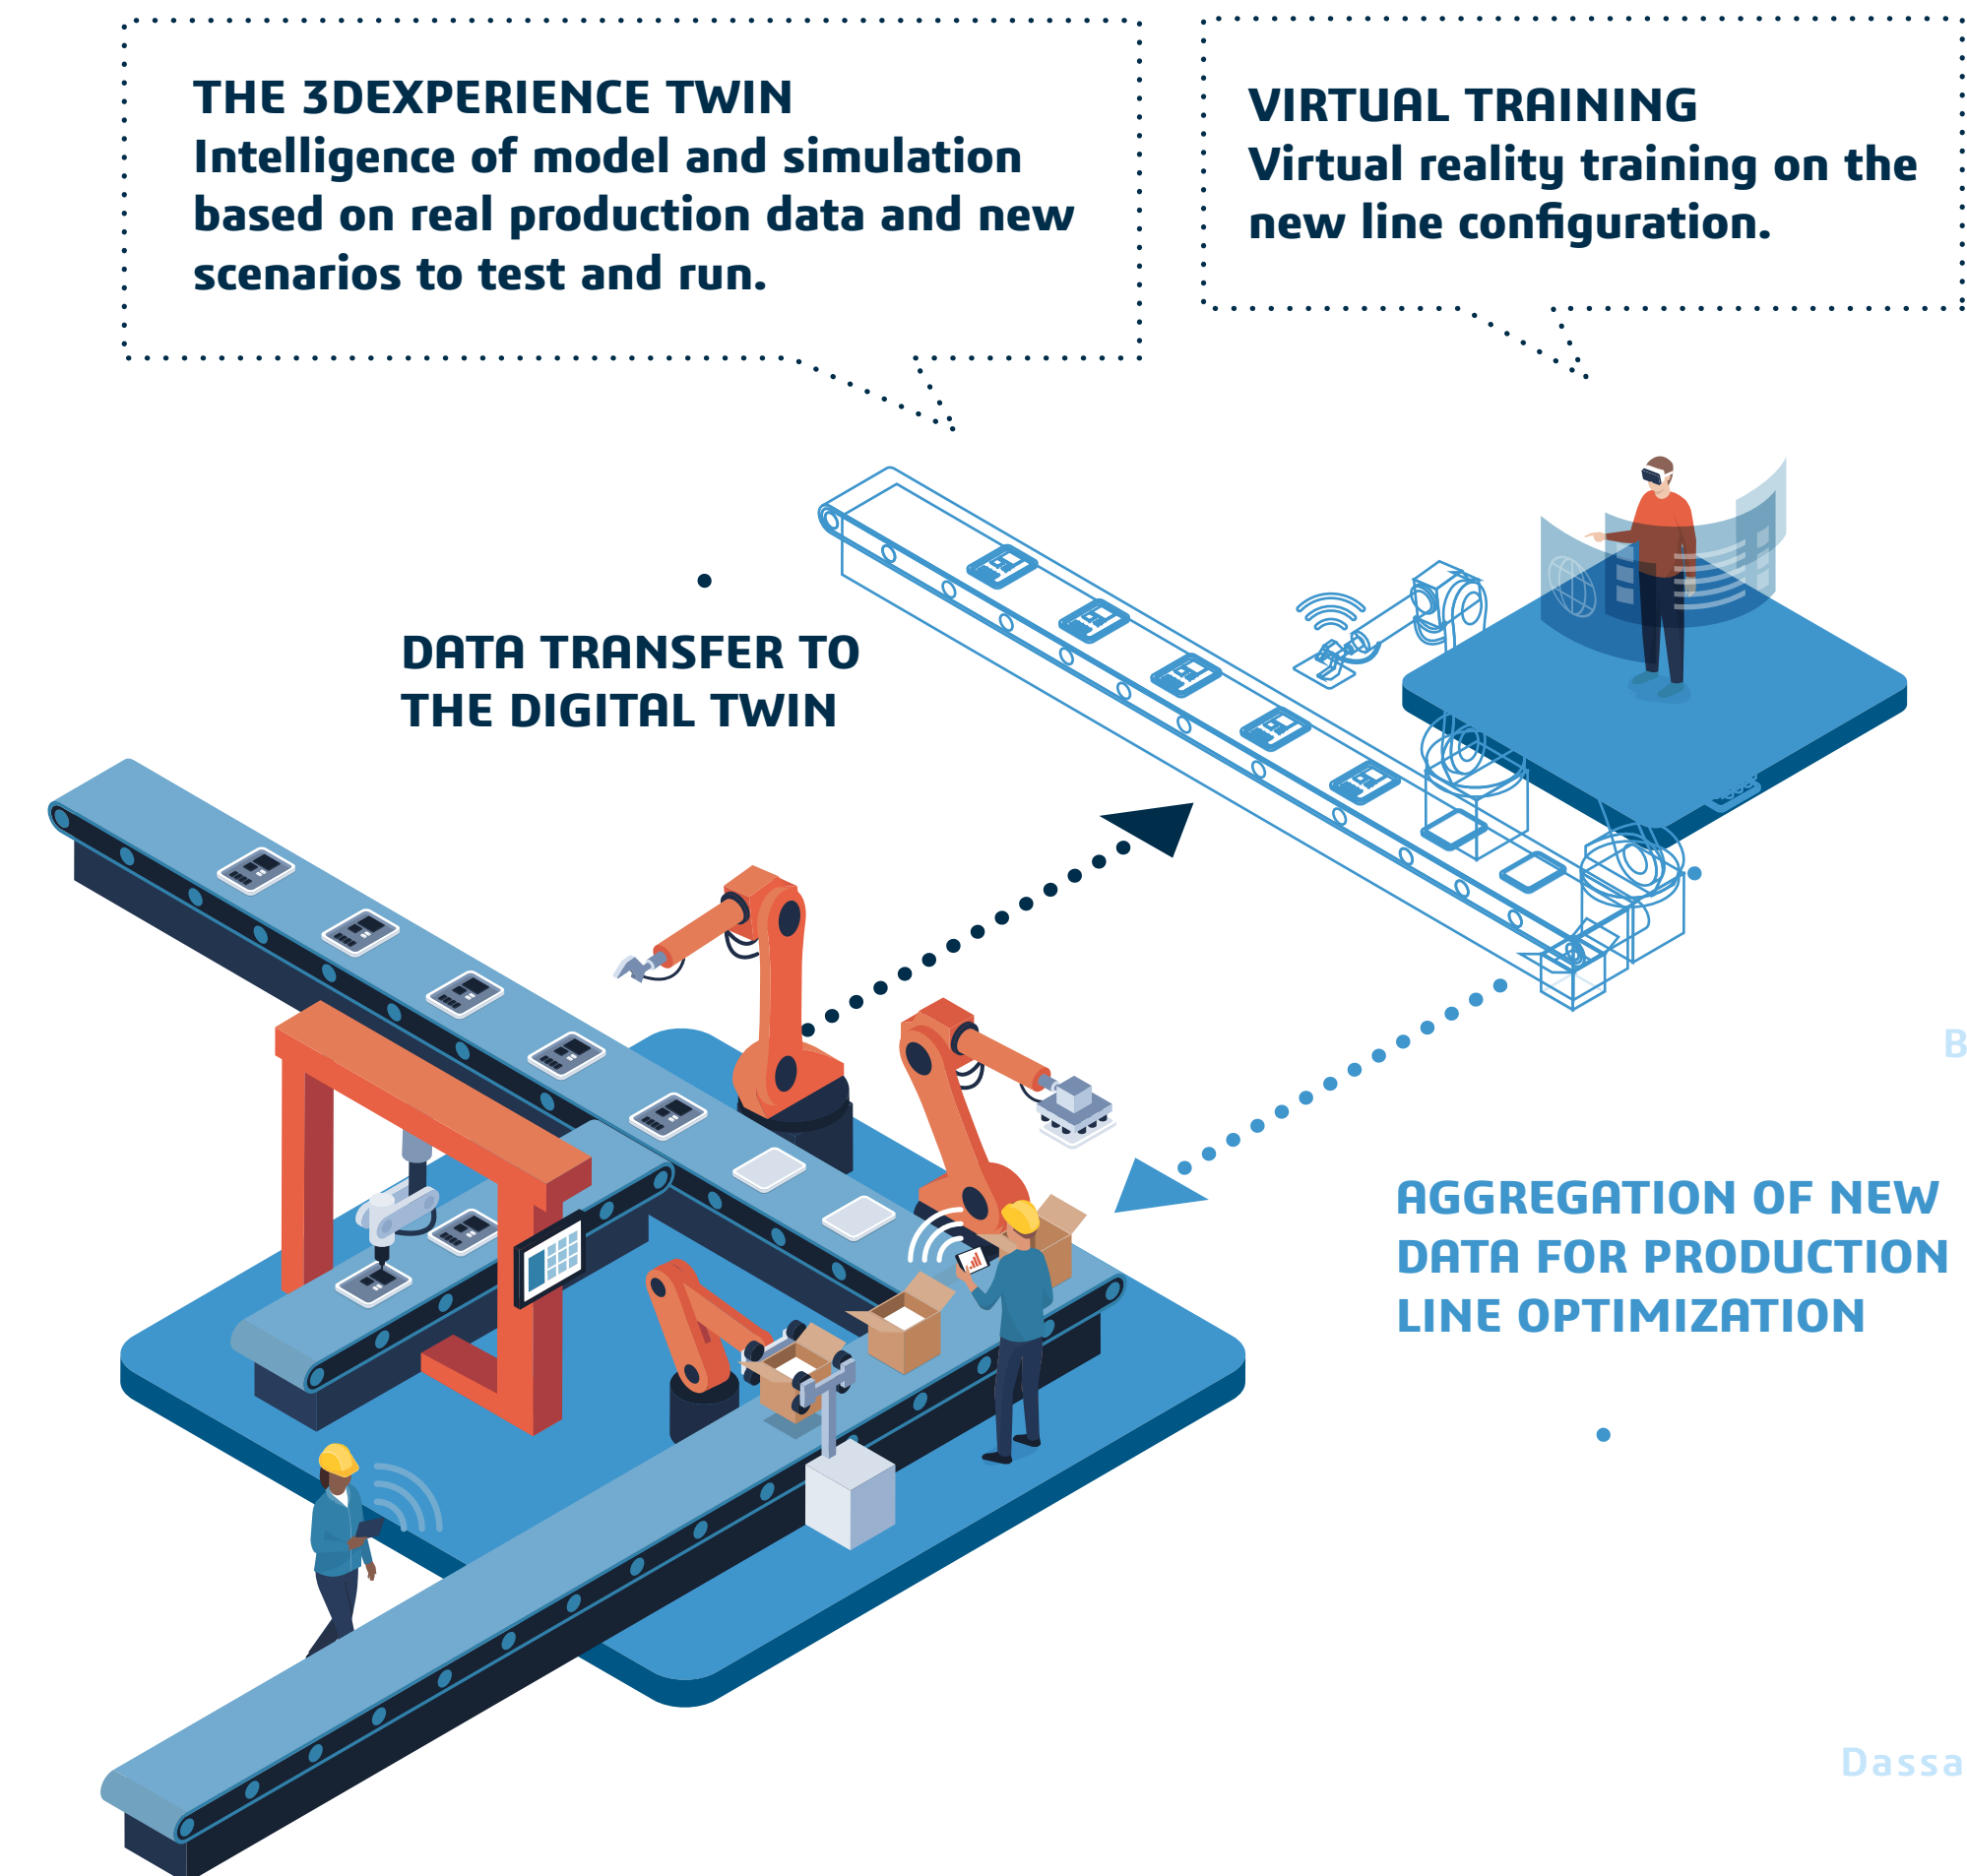 THE 3DEXPERIENCE TWIN
Intelligence of model and simulation
based on real production data and new
scenarios to test and run.
VIRTUAL TRAINING
Virtual reality training on the
new line configuration.
DATA TRANSFER TO
THE DIGITAL TWIN
B
AGGREGATION OF NEW
DATA FOR PRODUCTION
LINE OPTIMIZATION
Dassa